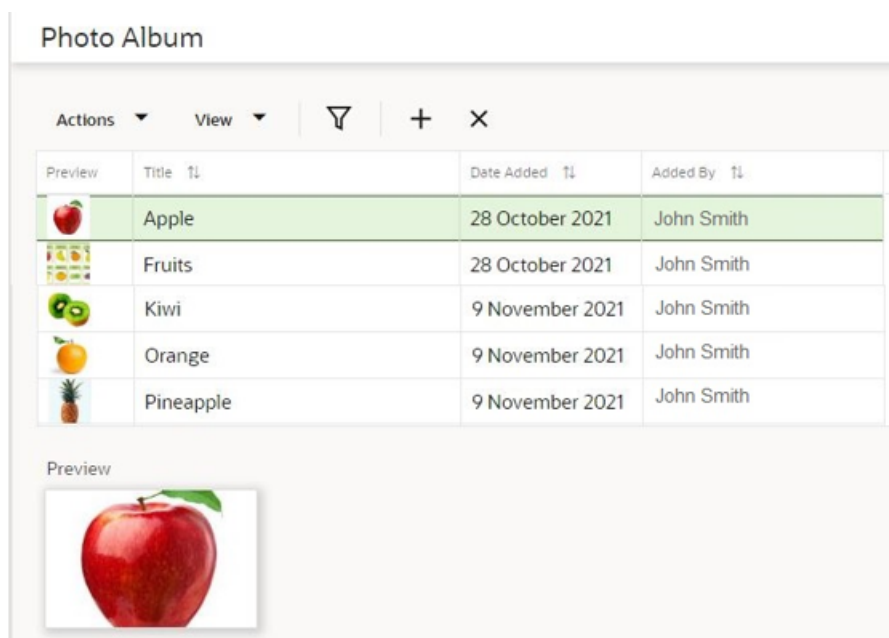 Photo Album
Actions View
Preview Title Date Added Added By
Apple 28 October 2021 John Smith
Fruits 28 October 2021 John Smith
Kiwi 9 November 2021 John Smith
Orange 9 November 2021 John Smith
Pineapple 9 November 2021 John Smith
Preview